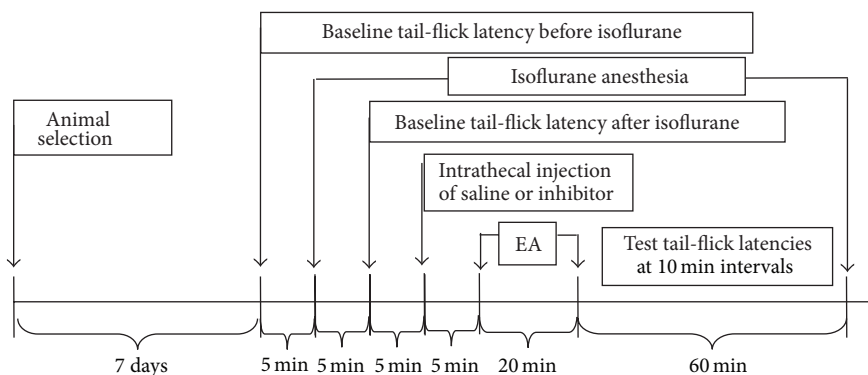 Baseline tail-flick latency before isoflurane
Isoflurane anesthesia
Animal
selection
Baseline tail-flick latency after isoflurane
Intrathecal injection
of saline or inhibitor
EA
Test tail-flick latencies
at 10 min intervals
7 days
5 min
5 min
5 min
5 min
20 min
60 min